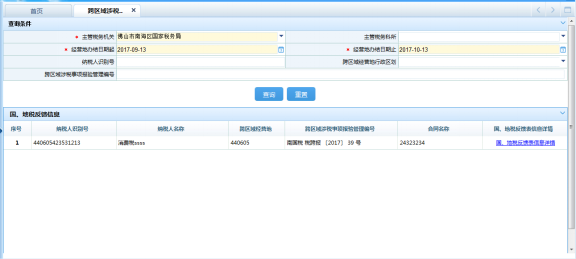 首页 跨区域涉税...
查询条件
* 主管税务机关 佛山市南海区国家税务局 主管税务科所
* 经营地办结日期起 2017-09-13 * 经营地办结日期止 2017-10-13
纳税人识别号 跨区域经营地行政区划
跨区域涉税事项报验管理编号
查询 重置
国、地税反馈信息
序号 纳税人识别号 纳税人名称 跨区域经营地 跨区域涉税事项报验管理编号 合同名称 国、地税反馈表信息详情
1 440605423531213 消费税ssss 440605 南国税 税跨报 〔2017〕 39 号 24323234 国、地税反馈表信息详情